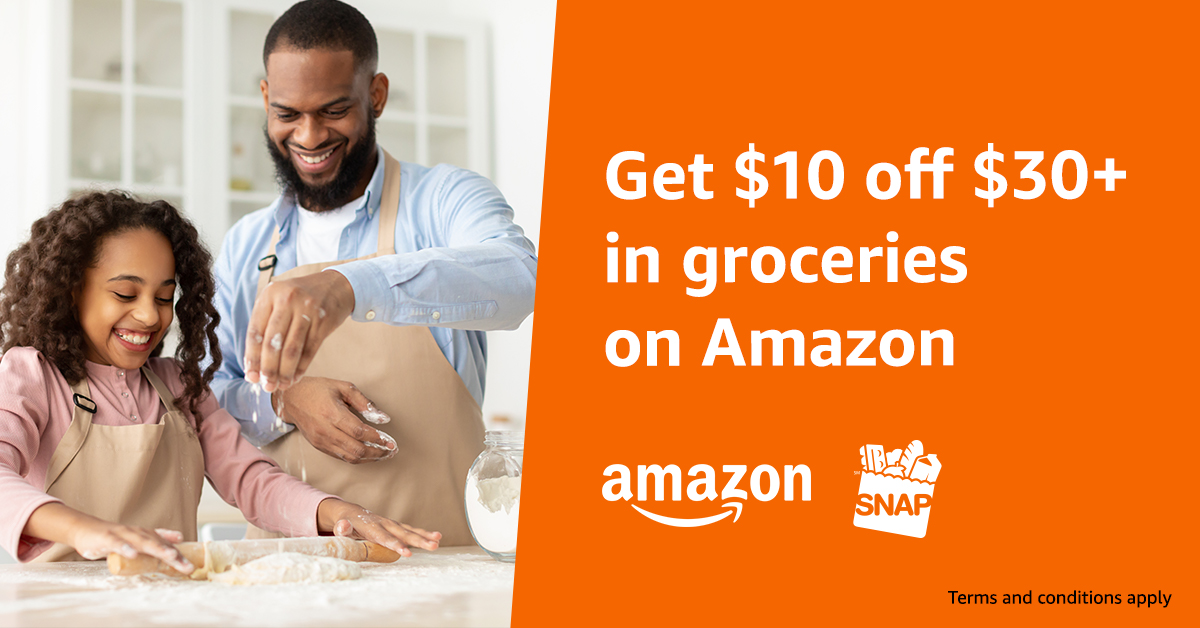 Get $10 off $30+
in groceries
on Amazon
amazon
SNAP
Terms and conditions apply